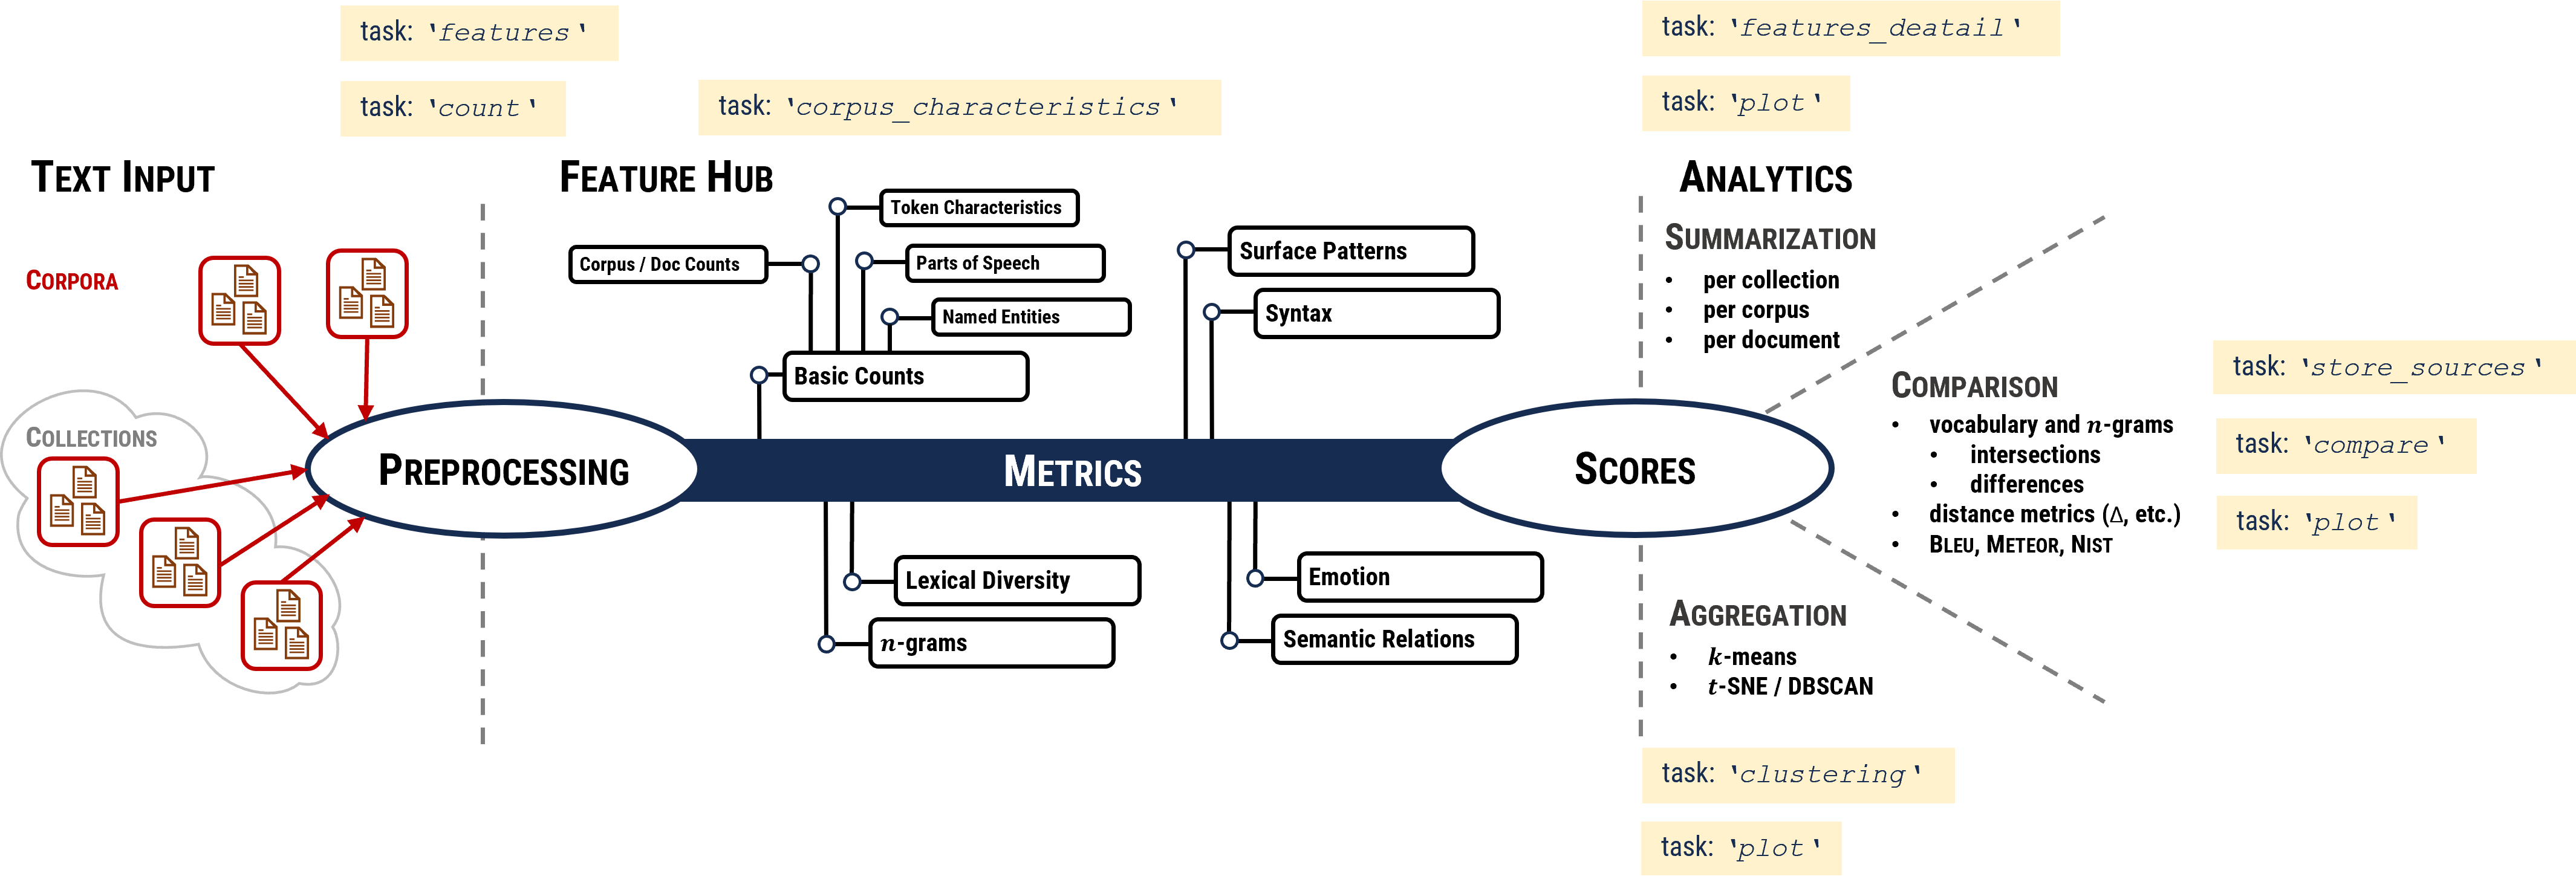 task: 'features'
task: 'count'
task: 'corpus_characteristics'
task: 'features_deatail'
task: 'plot'
TEXT INPUT
CORPORA
COLLECTIONS
PREPROCESSING
FEATURE HUB
Token Characteristics
Corpus / Doc Counts
Parts of Speech
Named Entities
Basic Counts
Surface Patterns
Syntax
METRICS
Lexical Diversity
n-grams
Emotion
Semantic Relations
SCORES
ANALYTICS
SUMMARIZATION
• per collection
• per corpus
• per document
COMPARISON
• vocabulary and n-grams
• intersections
• differences
• distance metrics (Δ, etc.)
• BLEU, METEOR, NIST
task: 'store_sources'
task: 'compare'
task: 'plot'
AGGREGATION
• k-means
• t-SNE / DBSCAN
task: 'clustering'
task: 'plot'